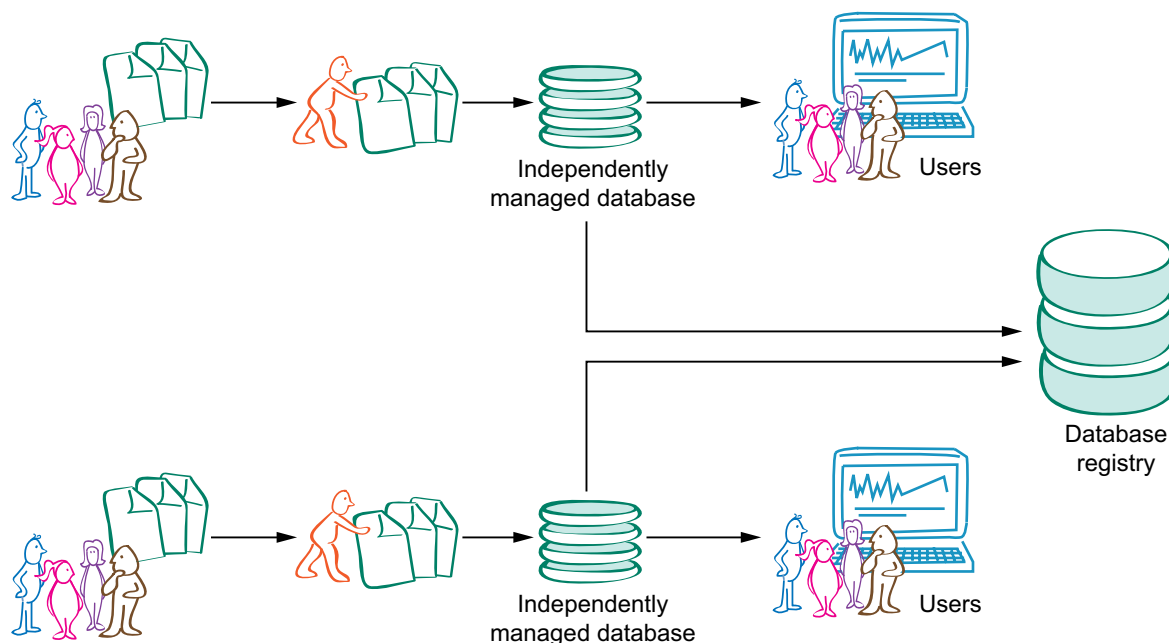 Independently
managed database
Users
Database
registry
Independently
managed database
Users